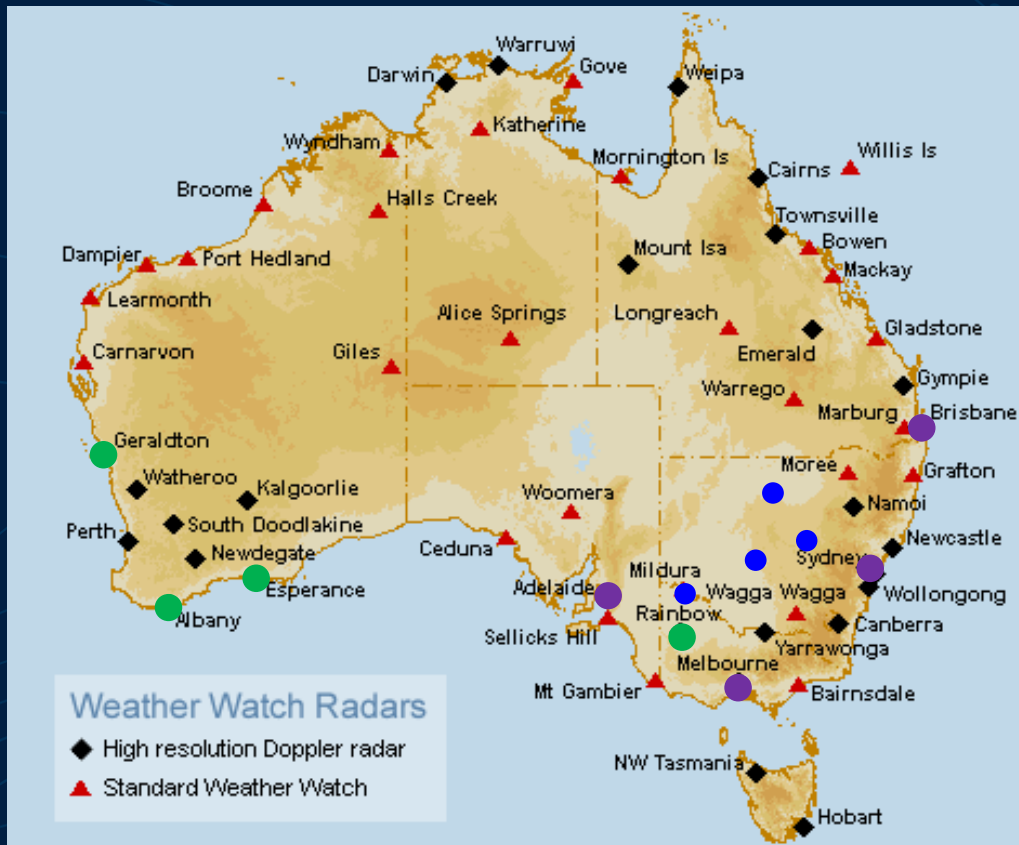 Warruwi
Darwin
Gove
Weipa
Katherine
Wyndham
Mornington Is
Willis Is
Cairns
Broome
Halls Creek
Townsville
Bowen
Mount Isa
Dampier
Port Hedland
Mackay
Learmonth
Alice Springs
Longreach
Gladstone
Carnarvon
Giles
Emerald
Gympie
Warrego
Marburg
Brisbane
Geraldton
Moree
Grafton
Watheroo
Kalgoorlie
Woomera
Namoi
South Doodlakine
Perth
Newcastle
Ceduna
Newdegate
Sydney
Mildura
Esperance
Adelaide
Wagga Wagga
Wollongong
Rainbow
Albany
Canberra
Sellicks Hill
Yarrawonga
Melbourne
Mt Gambier
Bairnsdale
Weather Watch Radars
High resolution Doppler radar
Standard Weather Watch
NW Tasmania
Hobart